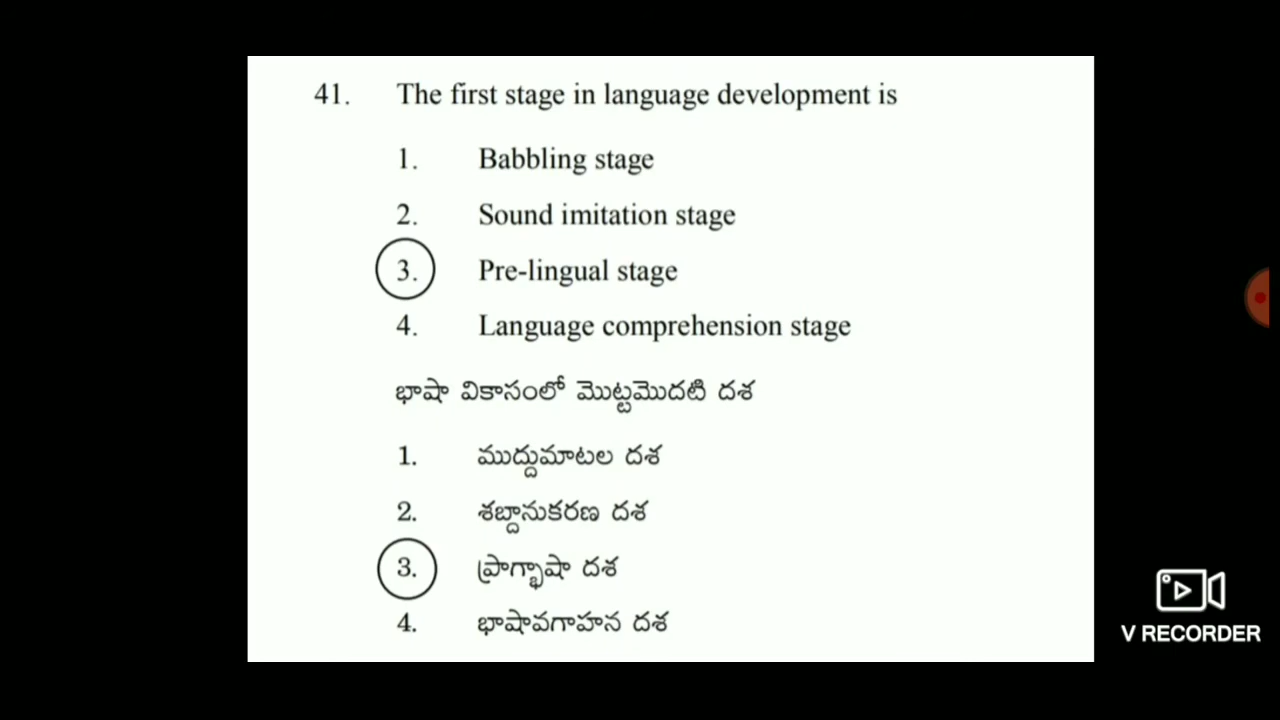 41. The first stage in language development is
1. Babbling stage
2. Sound imitation stage
3. Pre-lingual stage
4. Language comprehension stage
భాషా వికాసంలో మొట్టమొదటి దశ
1. ముద్దుమాటల దశ
2. శబ్దానుకరణ దశ
3. ప్రాగ్భాషా దశ
4. భాషావగాహన దశ
V RECORDER